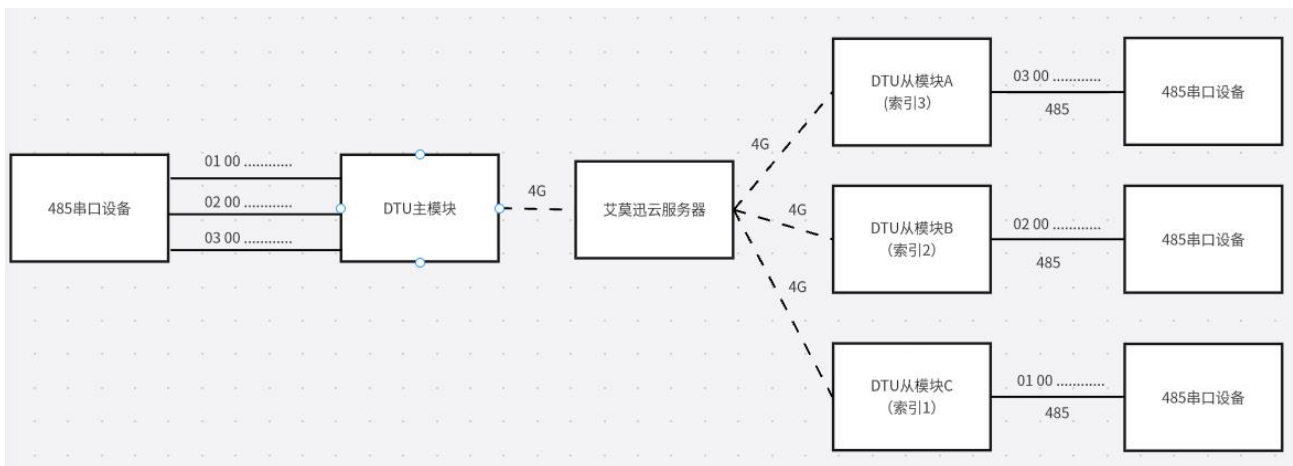 485串口设备
01 00 ............
02 00 ............
03 00 ............
DTU主模块
4G
艾莫迅云服务器
4G
4G
4G
DTU从模块A
(索引3）
03 00 ............
485
485串口设备
DTU从模块B
（索引2）
02 00 ............
485
485串口设备
DTU从模块C
（索引1）
01 00 ............
485
485串口设备